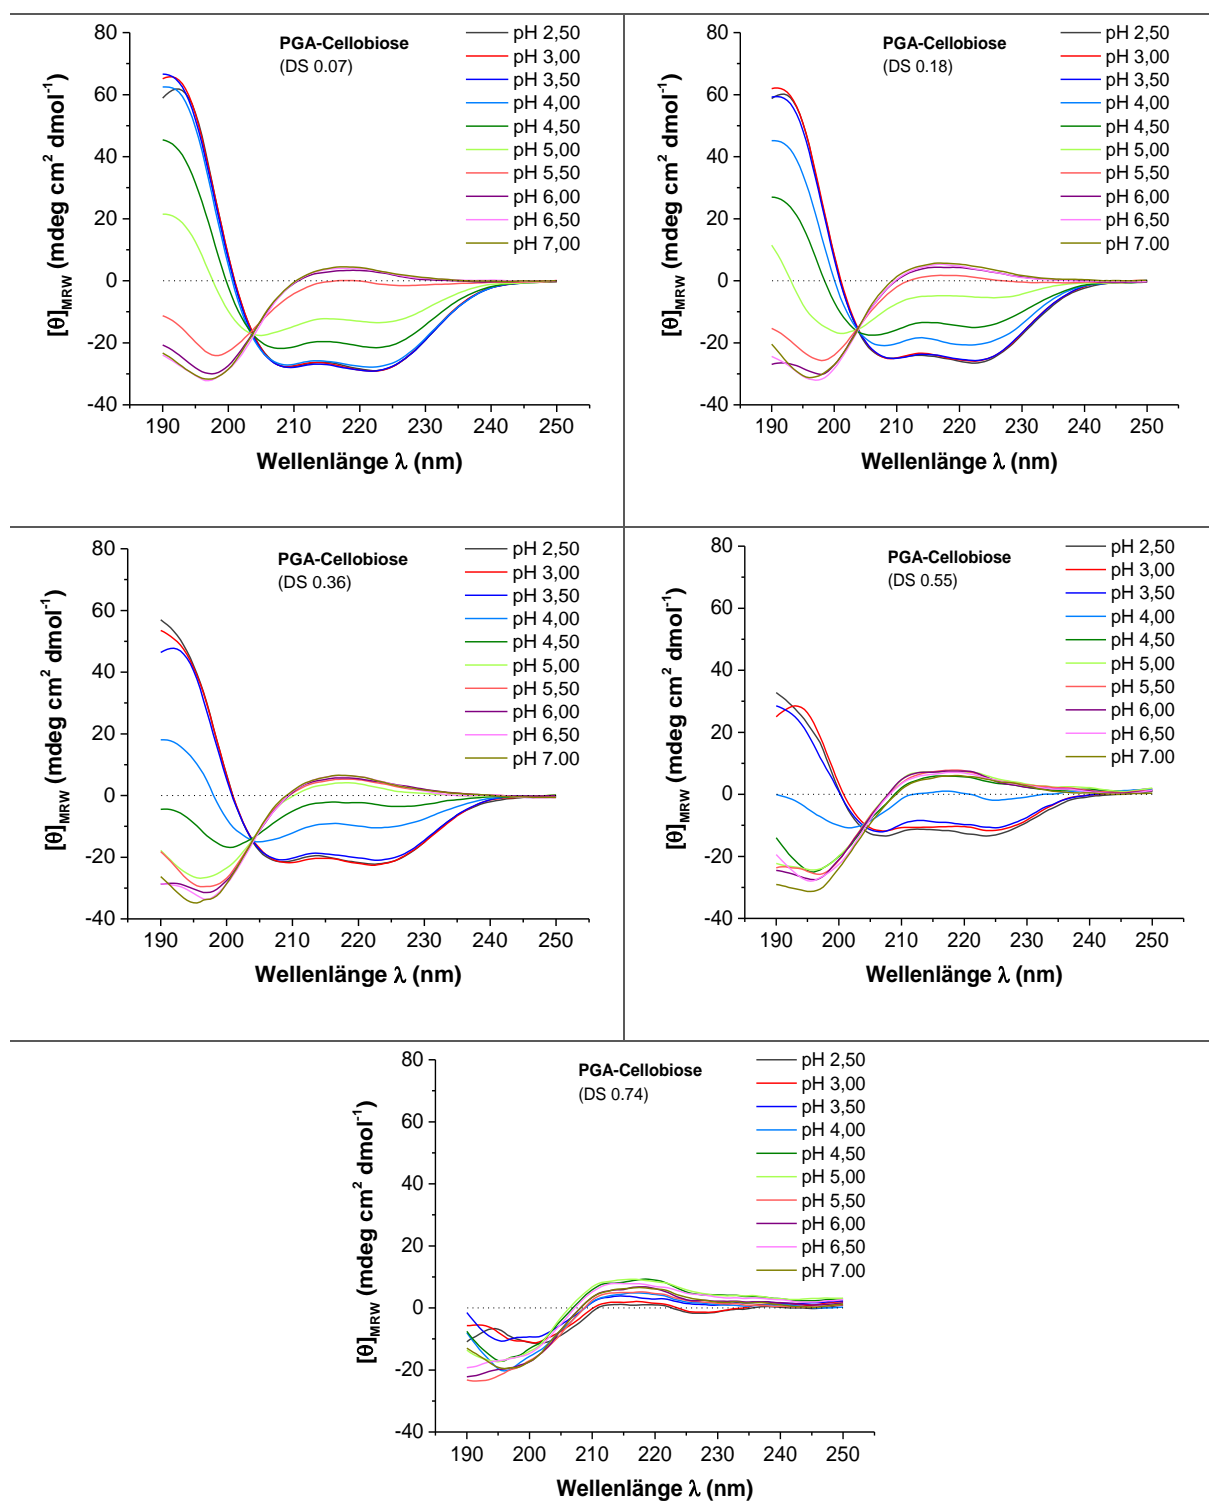 PGA-Cellobiose
(DS 0.07)
pH 2,50
pH 3,00
pH 3,50
pH 4,00
pH 4,50
pH 5,00
pH 5,50
pH 6,00
pH 6,50
pH 7,00
80
60
40
20
0
-20
-40
[θ]MRW (mdeg cm² dmol⁻¹)
190 200 210 220 230 240 250
Wellenlänge λ (nm)
PGA-Cellobiose
(DS 0.18)
pH 2,50
pH 3,00
pH 3,50
pH 4,00
pH 4,50
pH 5,00
pH 5,50
pH 6,00
pH 6,50
pH 7.00
80
60
40
20
0
-20
-40
[θ]MRW (mdeg cm² dmol⁻¹)
190 200 210 220 230 240 250
Wellenlänge λ (nm)
PGA-Cellobiose
(DS 0.36)
pH 2,50
pH 3,00
pH 3,50
pH 4,00
pH 4,50
pH 5,00
pH 5,50
pH 6,00
pH 6,50
pH 7.00
80
60
40
20
0
-20
-40
[θ]MRW (mdeg cm² dmol⁻¹)
190 200 210 220 230 240 250
Wellenlänge λ (nm)
PGA-Cellobiose
(DS 0.55)
pH 2,50
pH 3,00
pH 3,50
pH 4,00
pH 4,50
pH 5,00
pH 5,50
pH 6,00
pH 6,50
pH 7.00
80
60
40
20
0
-20
-40
[θ]MRW (mdeg cm² dmol⁻¹)
190 200 210 220 230 240 250
Wellenlänge λ (nm)
PGA-Cellobiose
(DS 0.74)
pH 2,50
pH 3,00
pH 3,50
pH 4,00
pH 4,50
pH 5,00
pH 5,50
pH 6,00
pH 6,50
pH 7.00
80
60
40
20
0
-20
-40
[θ]MRW (mdeg cm² dmol⁻¹)
190 200 210 220 230 240 250
Wellenlänge λ (nm)